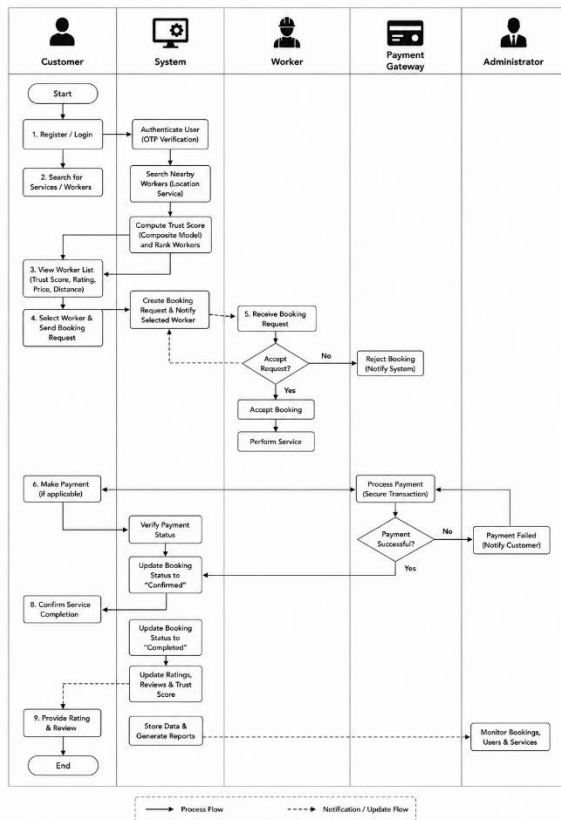 Customer
System
Worker
Payment
Gateway
Administrator
Start
1. Register / Login
Authenticate User
(OTP Verification)
2. Search for
Services / Workers
Search Nearby
Workers (Location
Service)
Compute Trust Score
(Composite Model)
and Rank Workers
3. View Worker List
(Trust Score, Rating,
Price, Distance)
4. Select Worker &
Send Booking
Request
Create Booking
Request & Notify
Selected Worker
5. Receive Booking
Request
Accept
Request?
No
Reject Booking
(Notify System)
Yes
Accept Booking
Perform Service
6. Make Payment
(if applicable)
Process Payment
(Secure Transaction)
Verify Payment
Status
Payment
Successful?
No
Payment Failed
(Notify Customer)
Yes
Update Booking
Status to
"Confirmed"
8. Confirm Service
Completion
Update Booking
Status to
"Completed"
Update Ratings,
Reviews & Trust
Score
9. Provide Rating
& Review
Store Data &
Generate Reports
Monitor Bookings,
Users & Services
End
Process Flow
Notification / Update Flow